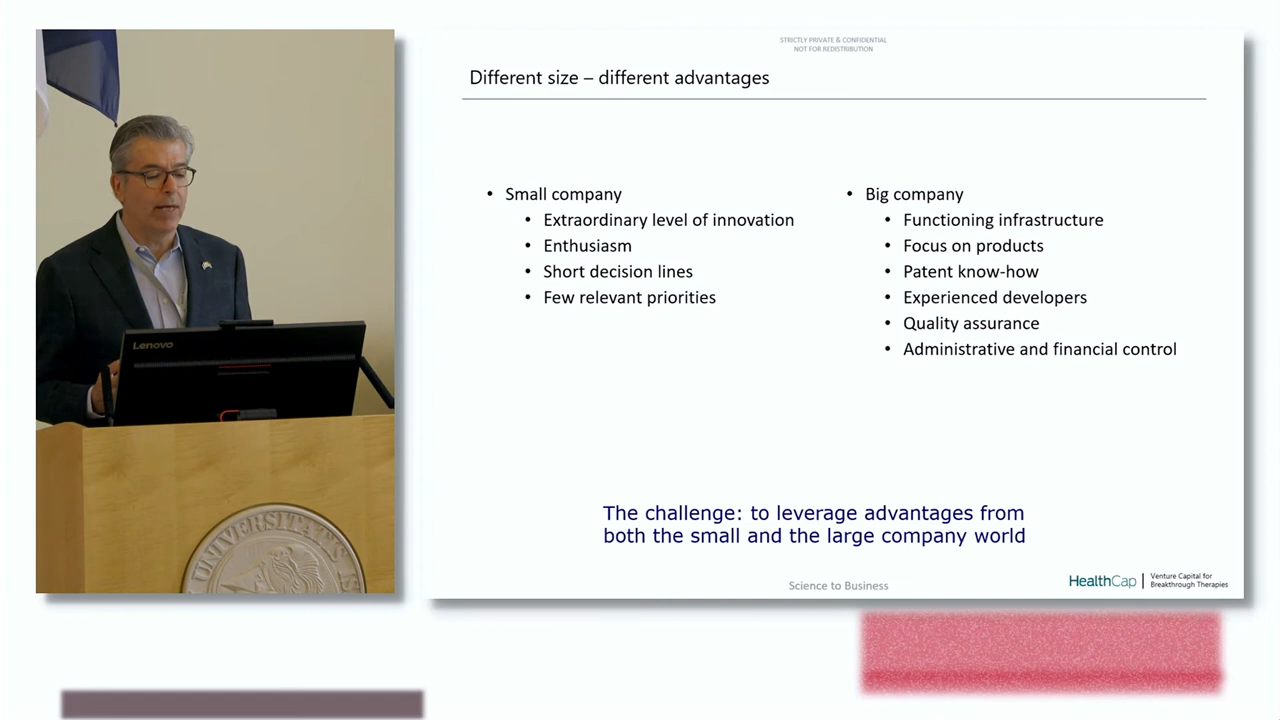 STRICTLY PRIVATE & CONFIDENTIAL
NOT FOR REDISTRIBUTION
Different size – different advantages
• Small company
• Extraordinary level of innovation
• Enthusiasm
• Short decision lines
• Few relevant priorities
• Big company
• Functioning infrastructure
• Focus on products
• Patent know-how
• Experienced developers
• Quality assurance
• Administrative and financial control
The challenge: to leverage advantages from
both the small and the large company world
Science to Business
HealthCap
Venture Capital for
Breakthrough Therapies
Lenovo